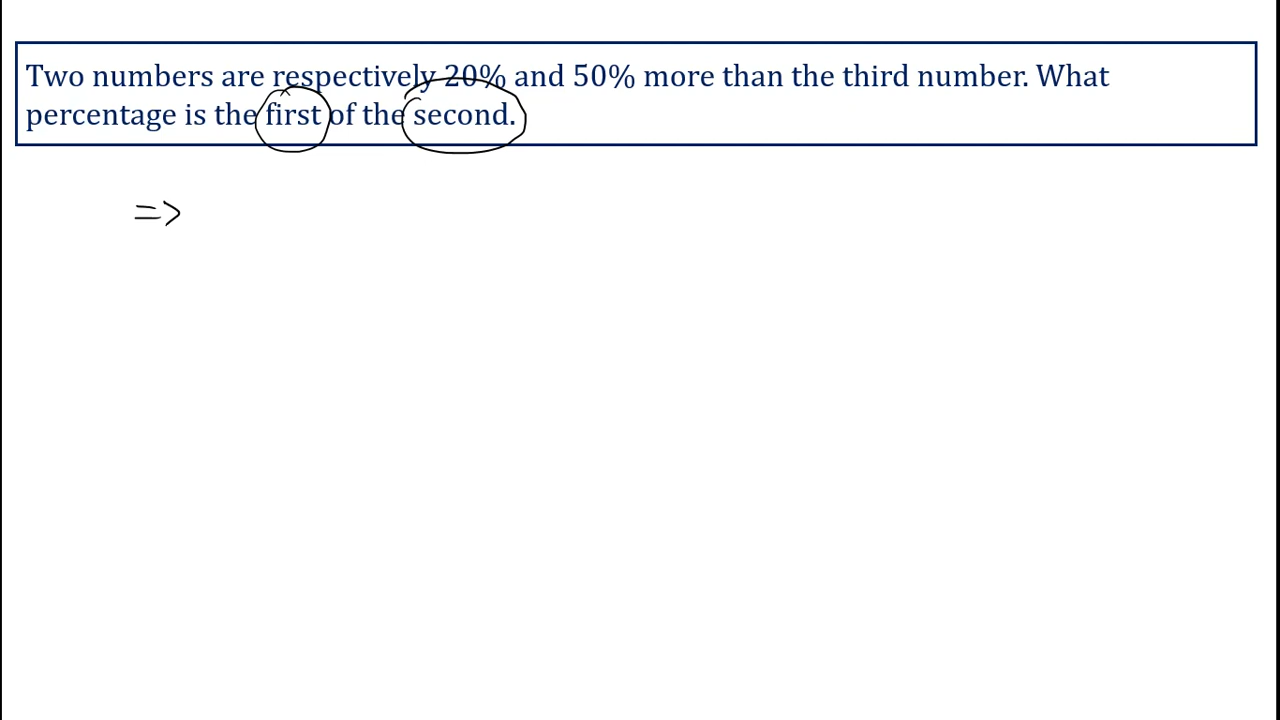 Two numbers are respectively 20% and 50% more than the third number. What
percentage is the first of the second.
=>